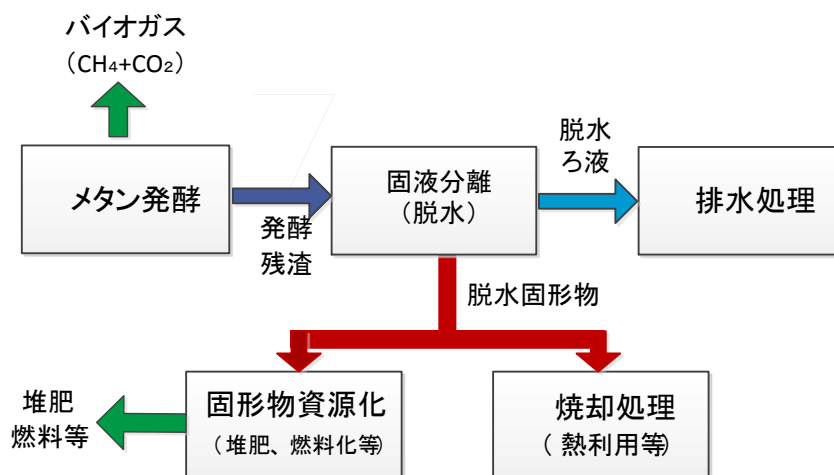 バイオガス
（CH₄+CO₂）
メタン発酵
発酵
残渣
固液分離
（脱水）
脱水
ろ液
排水処理
脱水固形物
固形物資源化
（堆肥、燃料化等）
堆肥
燃料等
焼却処理
（熱利用等）